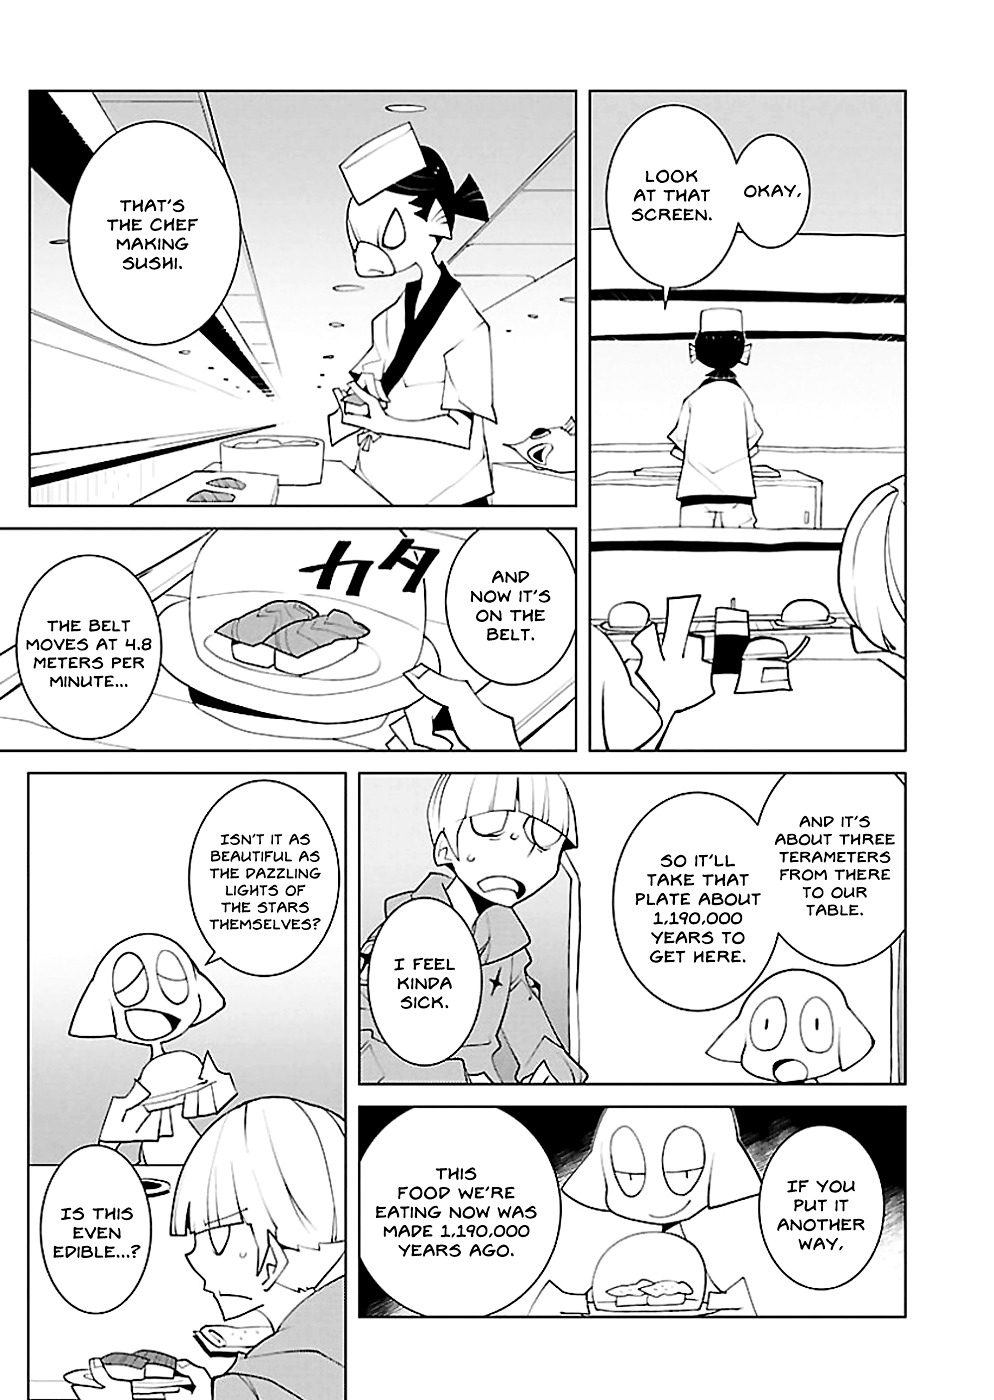 OKAY,
LOOK
AT THAT
SCREEN.
THAT'S
THE CHEF
MAKING
SUSHI.
AND
NOW IT'S
ON THE
BELT.
カタ
THE BELT
MOVES AT 4.8
METERS PER
MINUTE...
AND IT'S
ABOUT THREE
TERAMETERS
FROM THERE
TO OUR
TABLE.
SO IT'LL
TAKE THAT
PLATE ABOUT
1,190,000
YEARS TO
GET HERE.
I FEEL
KINDA
SICK.
IF YOU
PUT IT
ANOTHER
WAY,
THIS
FOOD WE'RE
EATING NOW WAS
MADE 1,190,000
YEARS AGO.
ISN'T IT AS
BEAUTIFUL AS
THE DAZZLING
LIGHTS OF
THE STARS
THEMSELVES?
IS THIS
EVEN
EDIBLE...?